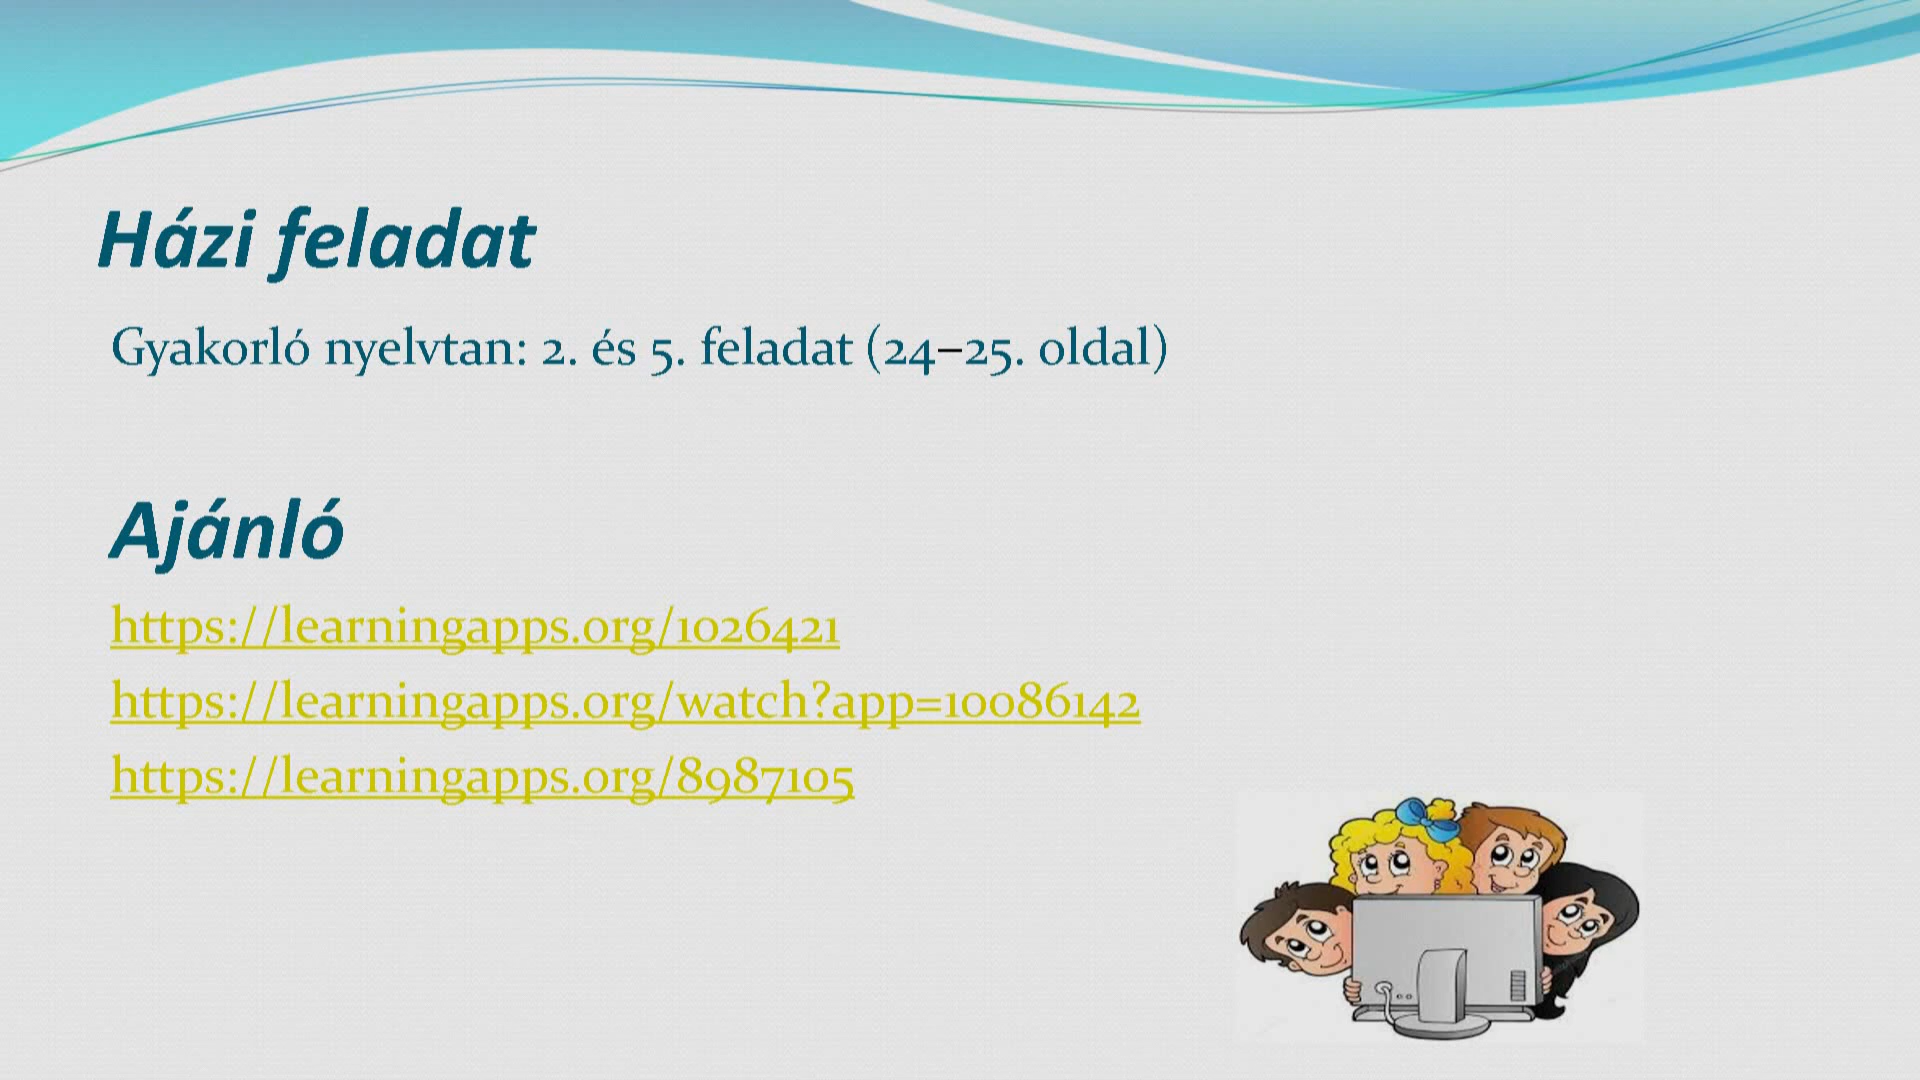 Házi feladat
Gyakorló nyelvtan: 2. és 5. feladat (24–25. oldal)
Ajánló
https://learningapps.org/1026421
https://learningapps.org/watch?app=10086142
https://learningapps.org/8987105